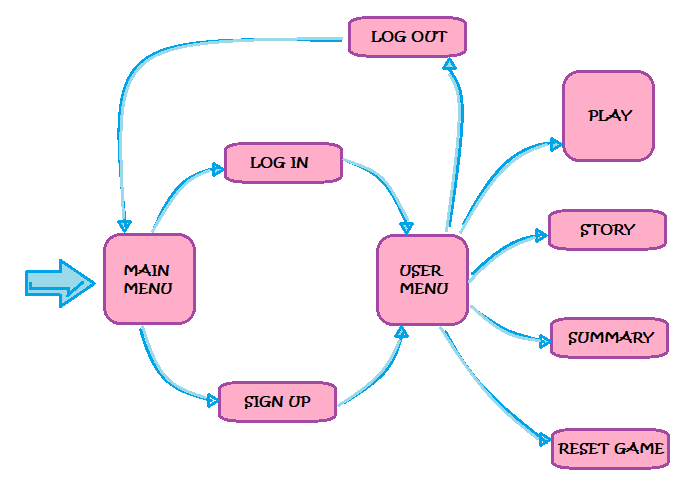 LOG OUT
PLAY
LOG IN
STORY
MAIN
MENU
USER
MENU
SUMMARY
SIGN UP
RESET GAME